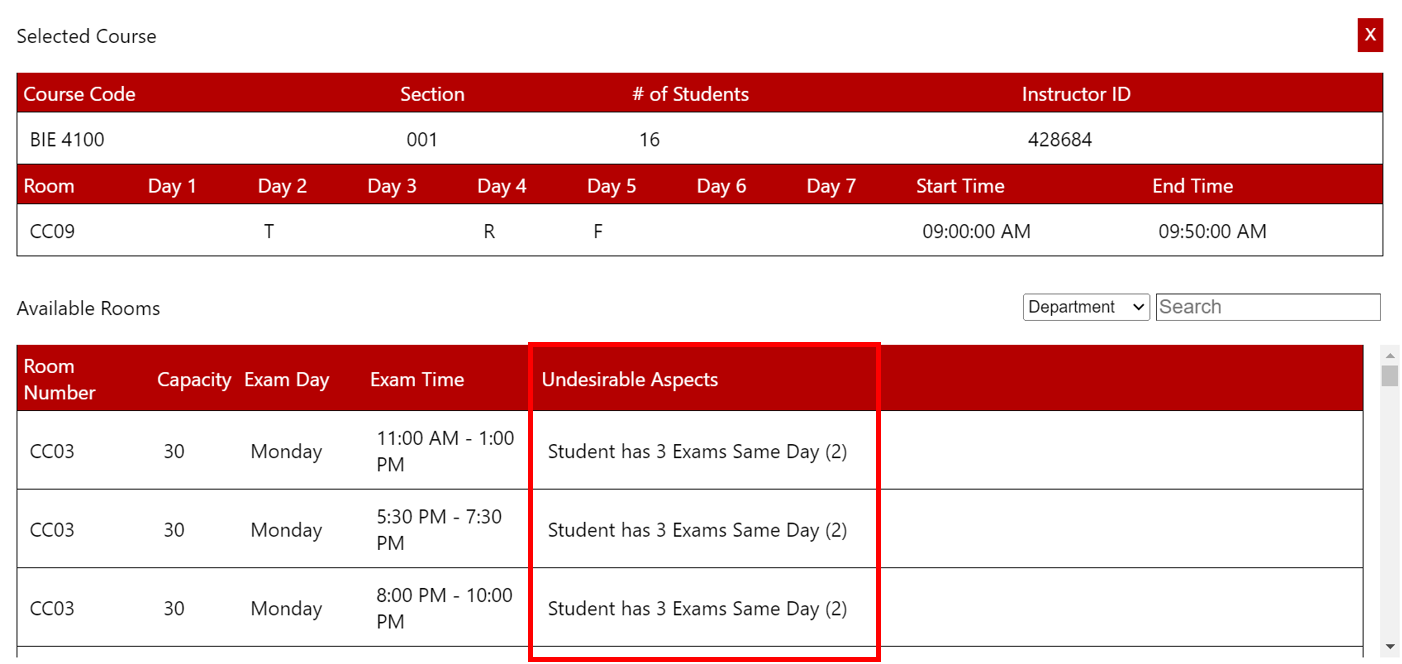 Selected Course
X
Course Code Section # of Students Instructor ID
BIE 4100 001 16 428684
Room Day 1 Day 2 Day 3 Day 4 Day 5 Day 6 Day 7 Start Time End Time
CC09 T R F 09:00:00 AM 09:50:00 AM
Available Rooms Department Search
Room Number Capacity Exam Day Exam Time Undesirable Aspects
CC03 30 Monday 11:00 AM - 1:00 PM Student has 3 Exams Same Day (2)
CC03 30 Monday 5:30 PM - 7:30 PM Student has 3 Exams Same Day (2)
CC03 30 Monday 8:00 PM - 10:00 PM Student has 3 Exams Same Day (2)